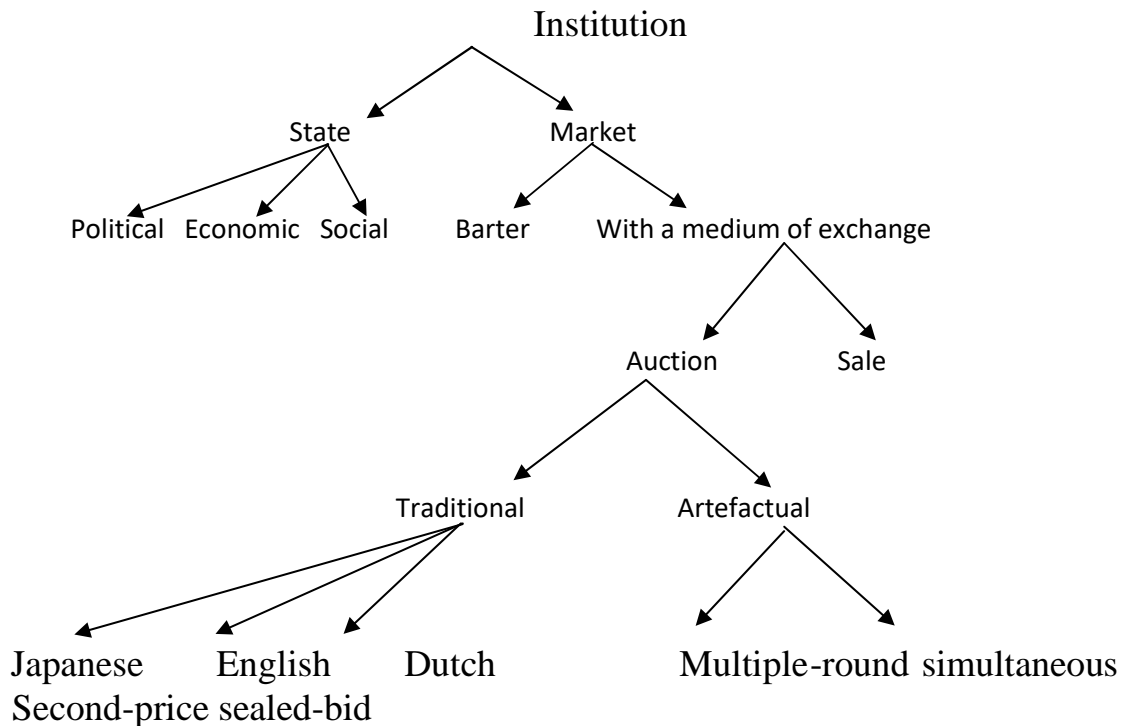 Institution
State Market
Political Economic Social Barter With a medium of exchange
Auction Sale
Traditional Artefactual
Japanese English Dutch Multiple-round simultaneous
Second-price sealed-bid